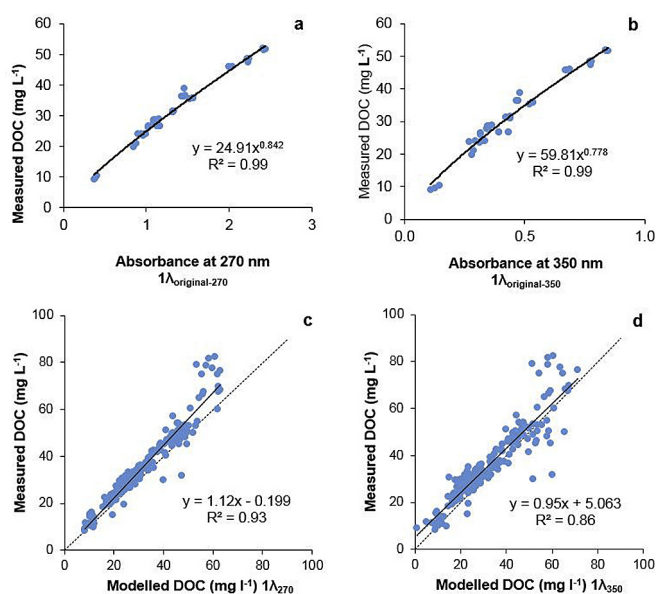 a
Measured DOC (mg L⁻¹)
60
50
40
30
20
10
0
y = 24.91x^0.842
R² = 0.99
0 1 2 3
Absorbance at 270 nm
1λoriginal-270
b
Measured DOC (mg L⁻¹)
60
50
40
30
20
10
0
y = 59.81x^0.778
R² = 0.99
0.0 0.5 1.0
Absorbance at 350 nm
1λoriginal-350
c
Measured DOC (mg L⁻¹)
100
80
60
40
20
0
y = 1.12x - 0.199
R² = 0.93
0 20 40 60 80 100
Modelled DOC (mg l⁻¹) 1λ270
d
Measured DOC (mg L⁻¹)
100
80
60
40
20
0
y = 0.95x + 5.063
R² = 0.86
0 20 40 60 80 100
Modelled DOC (mg l⁻¹) 1λ350